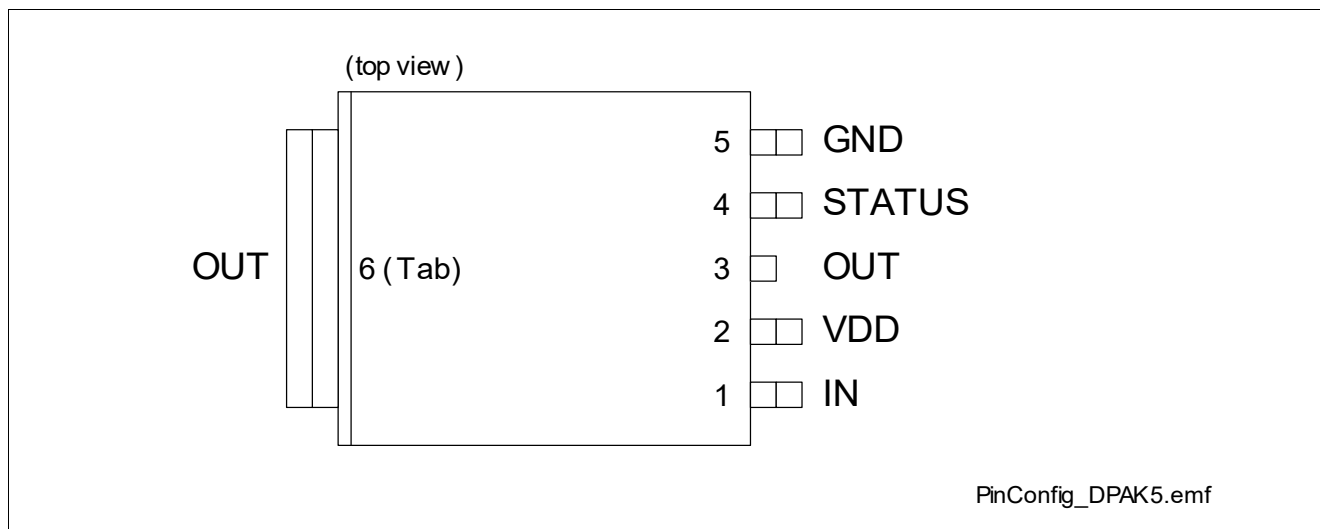 (top view)
5 GND
4 STATUS
OUT 6 (Tab) 3 OUT
2 VDD
1 IN
PinConfig_DPAK5.emf